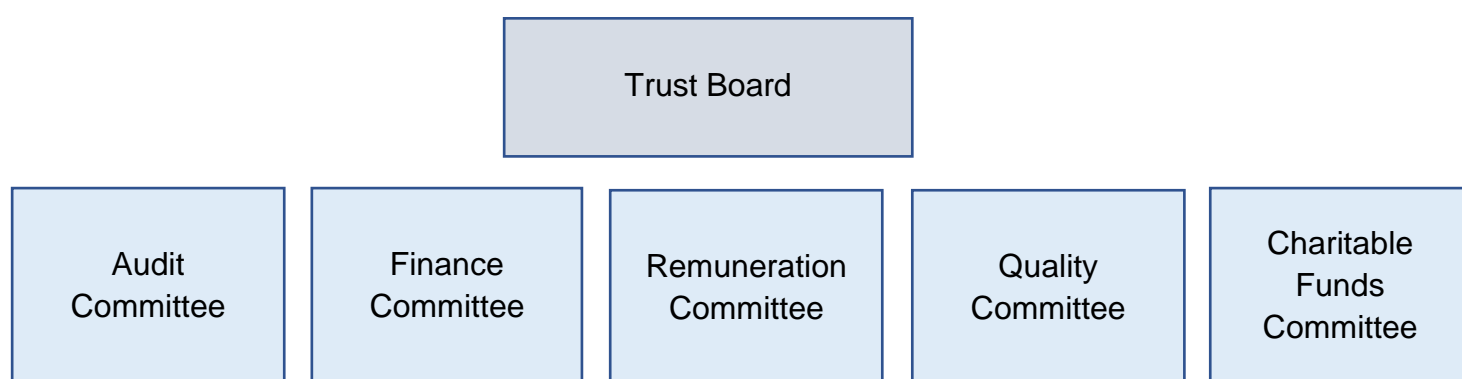 Trust Board
Audit
Committee
Finance
Committee
Remuneration
Committee
Quality
Committee
Charitable
Funds
Committee